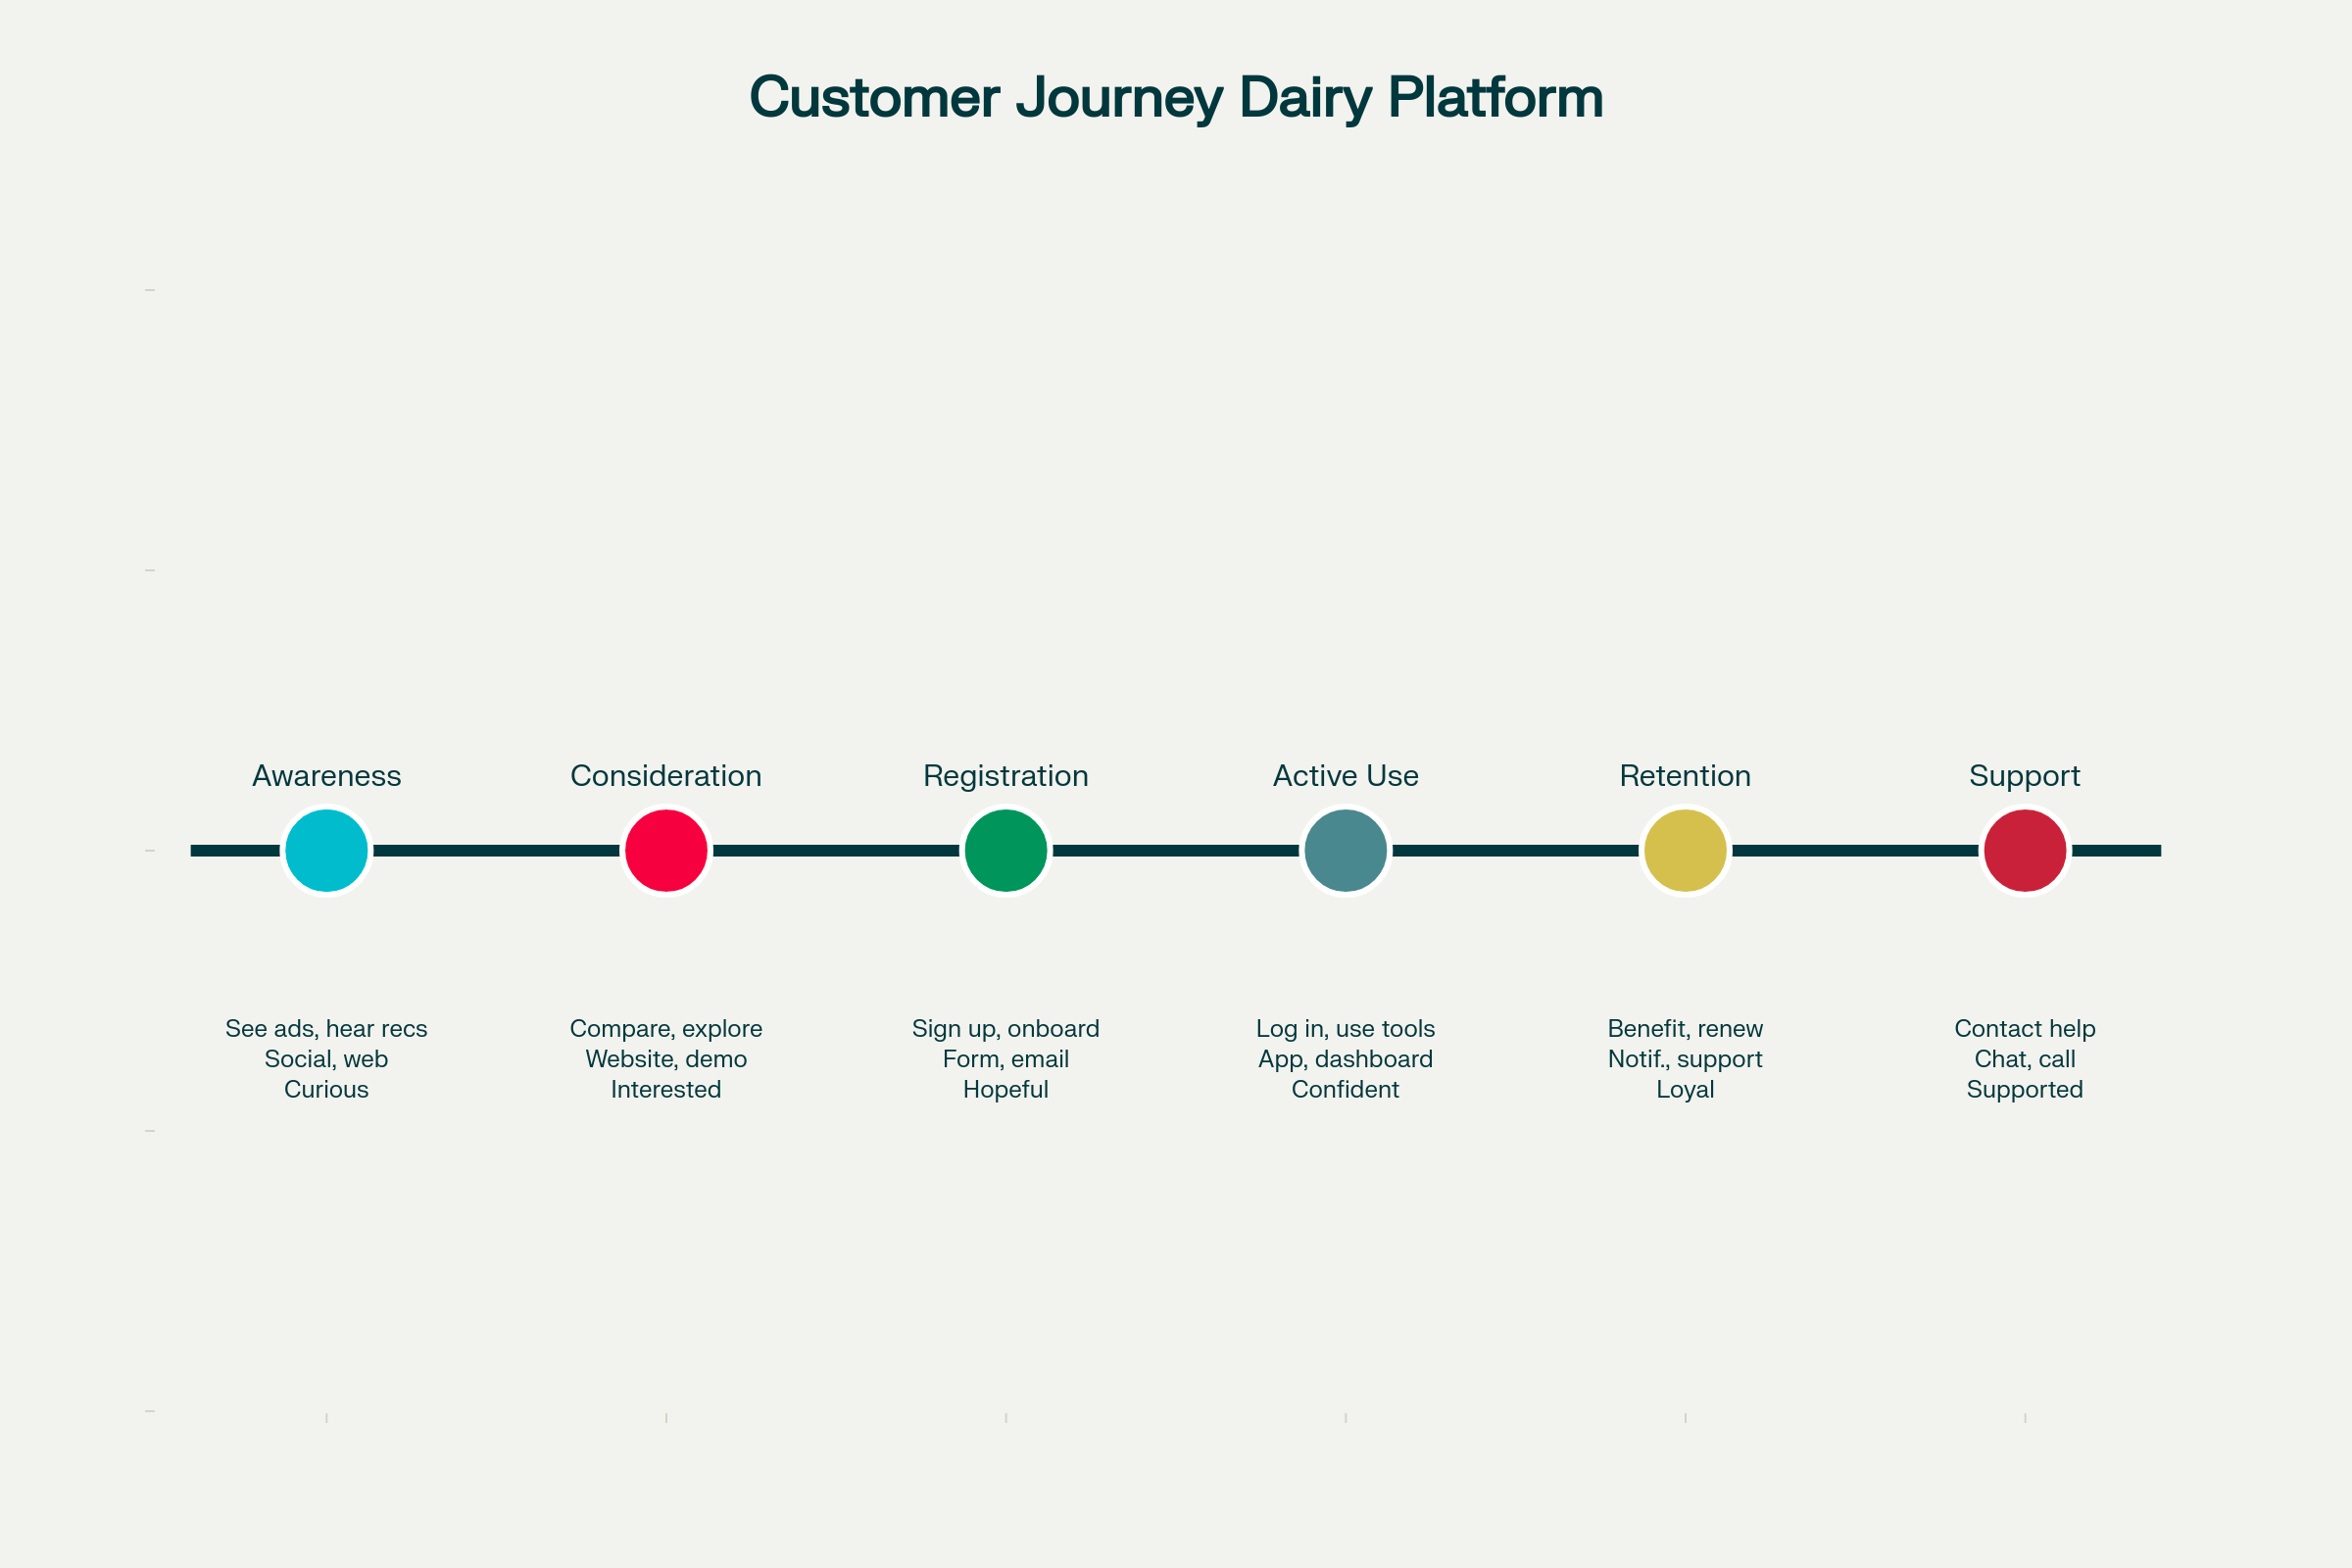 Customer Journey Dairy Platform
Awareness
Consideration
Registration
Active Use
Retention
Support
See ads, hear recs
Social, web
Curious
Compare, explore
Website, demo
Interested
Sign up, onboard
Form, email
Hopeful
Log in, use tools
App, dashboard
Confident
Benefit, renew
Notif., support
Loyal
Contact help
Chat, call
Supported